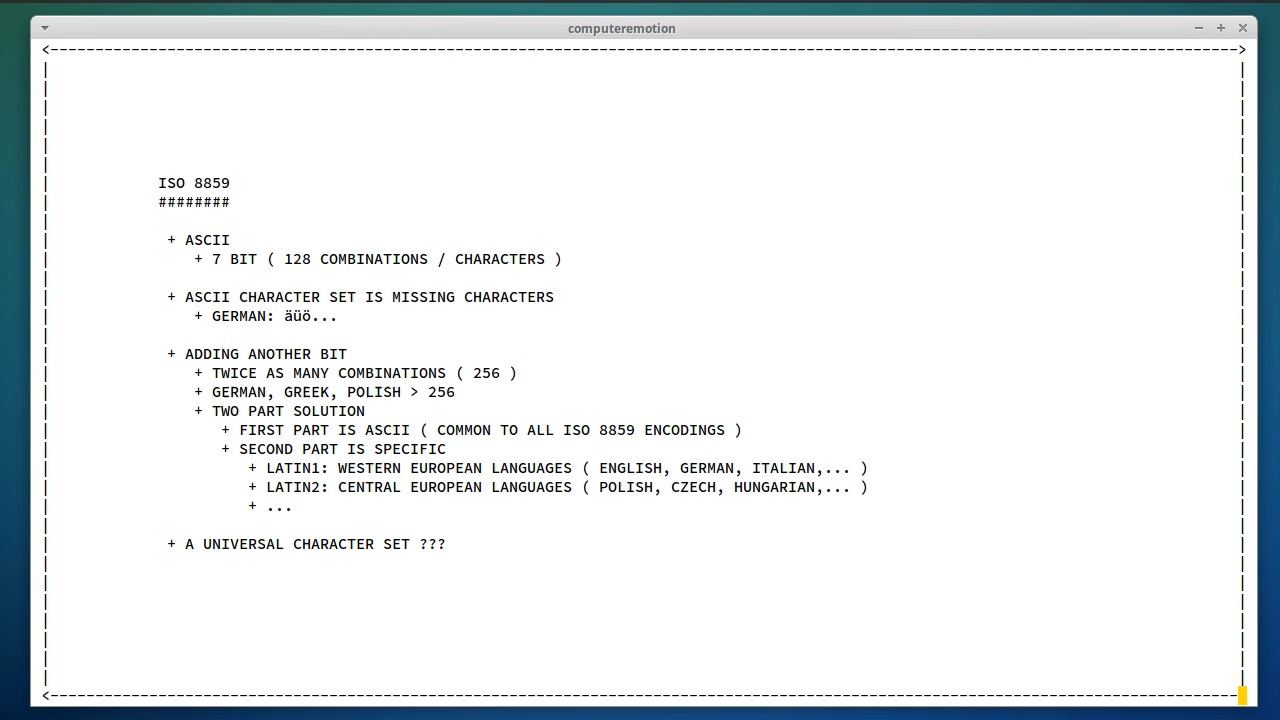 computeremotion
ISO 8859
########
+ ASCII
+ 7 BIT ( 128 COMBINATIONS / CHARACTERS )
+ ASCII CHARACTER SET IS MISSING CHARACTERS
+ GERMAN: äüö...
+ ADDING ANOTHER BIT
+ TWICE AS MANY COMBINATIONS ( 256 )
+ GERMAN, GREEK, POLISH > 256
+ TWO PART SOLUTION
+ FIRST PART IS ASCII ( COMMON TO ALL ISO 8859 ENCODINGS )
+ SECOND PART IS SPECIFIC
+ LATIN1: WESTERN EUROPEAN LANGUAGES ( ENGLISH, GERMAN, ITALIAN,... )
+ LATIN2: CENTRAL EUROPEAN LANGUAGES ( POLISH, CZECH, HUNGARIAN,... )
+ ...
+ A UNIVERSAL CHARACTER SET ???